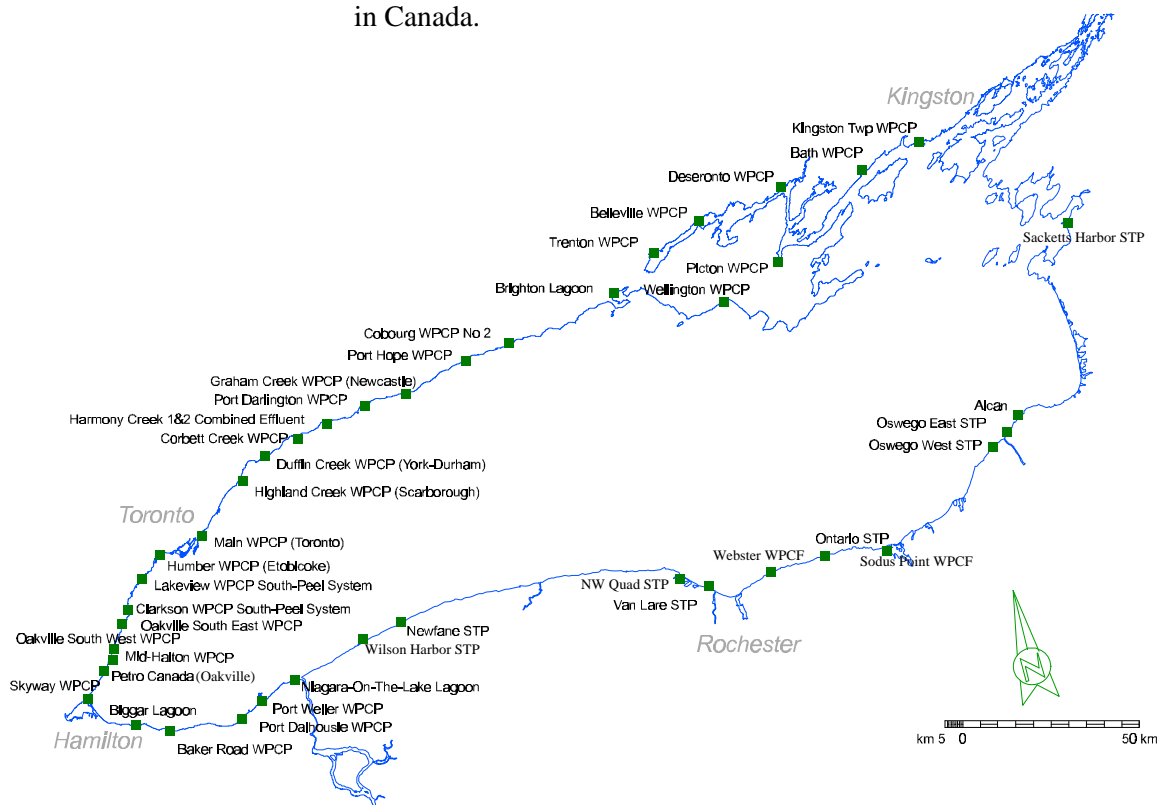 in Canada.
Kingston
Kingston Twp WPCP
Bath WPCP
Deseronto WPCP
Belleville WPCP
Sacketts Harbor STP
Trenton WPCP
Picton WPCP
Brighton Lagoon
Wellington WPCP
Cobourg WPCP No 2
Port Hope WPCP
Graham Creek WPCP (Newcastle)
Port Darlington WPCP
Alcan
Harmony Creek 1&2 Combined Effluent
Oswego East STP
Corbett Creek WPCP
Oswego West STP
Duffin Creek WPCP (York-Durham)
Highland Creek WPCP (Scarborough)
Toronto
Main WPCP (Toronto)
Ontario STP
Humber WPCP (Etobicoke)
Webster WPCF
Sodus Point WPCF
Lakeview WPCP South-Peel System
NW Quad STP
Van Lare STP
Clarkson WPCP South-Peel System
Oakville South East WPCP
Newfane STP
Oakville South West WPCP
Rochester
Wilson Harbor STP
Mid-Halton WPCP
Petro Canada (Oakville)
Skyway WPCP
Niagara-On-The-Lake Lagoon
N
Biggar Lagoon
Port Weller WPCP
Port Dalhousie WPCP
Hamilton
Baker Road WPCP
km 5 0 50 km